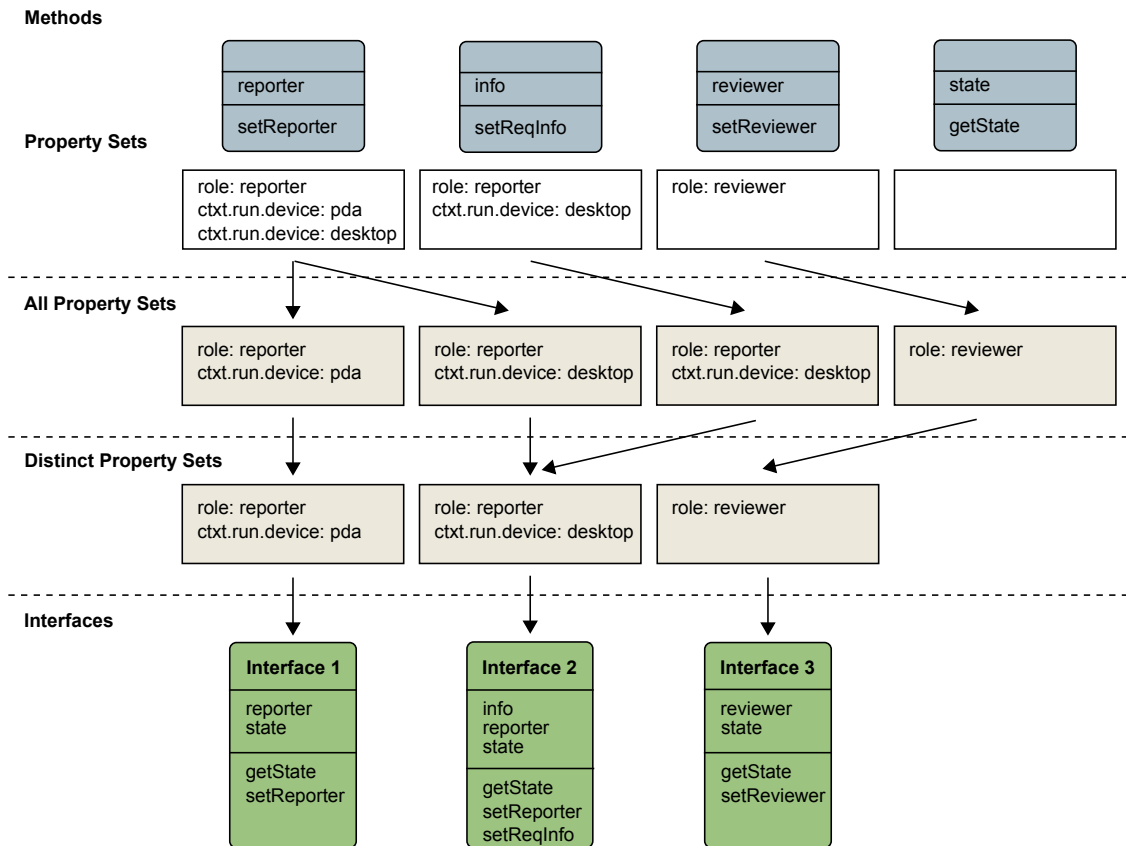 Methods
reporter
setReporter
info
setReqInfo
reviewer
setReviewer
state
getState
Property Sets
role: reporter
ctxt.run.device: pda
ctxt.run.device: desktop
role: reporter
ctxt.run.device: desktop
role: reviewer
All Property Sets
role: reporter
ctxt.run.device: pda
role: reporter
ctxt.run.device: desktop
role: reporter
ctxt.run.device: desktop
role: reviewer
Distinct Property Sets
role: reporter
ctxt.run.device: pda
role: reporter
ctxt.run.device: desktop
role: reviewer
Interfaces
Interface 1
reporter
state
getState
setReporter
Interface 2
info
reporter
state
getState
setReporter
setReqInfo
Interface 3
reviewer
state
getState
setReviewer